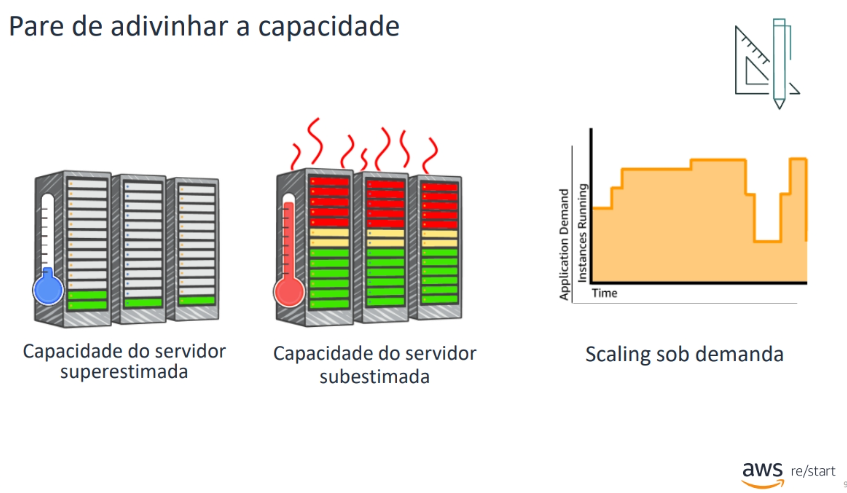 Pare de adivinhar a capacidade
Capacidade do servidor
superestimada
Capacidade do servidor
subestimada
Application Demand
Instances Running
Time
Scaling sob demanda
aws re/start
9